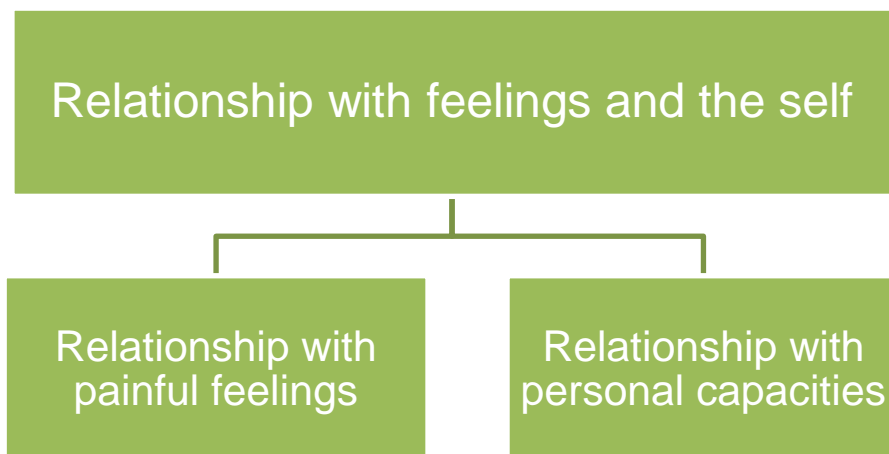 Relationship with feelings and the self
Relationship with
painful feelings
Relationship with
personal capacities